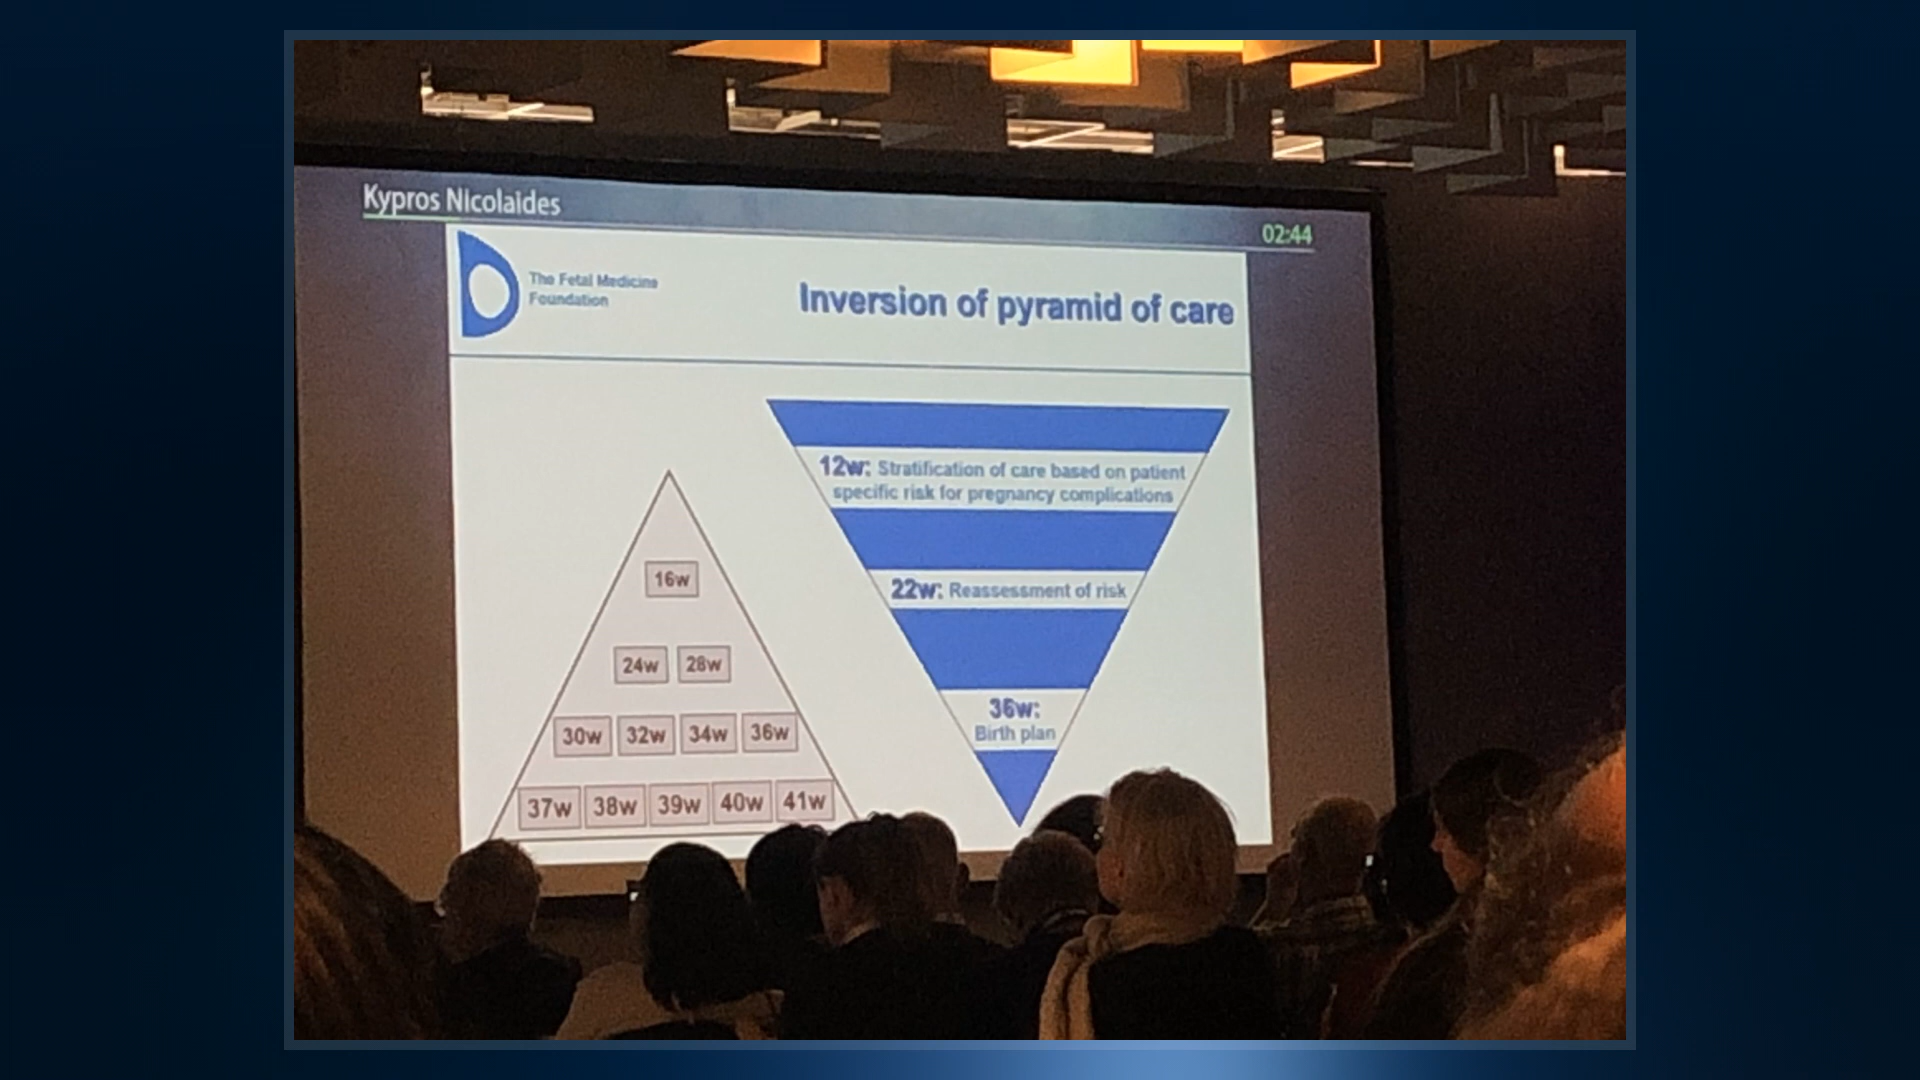 Kypros Nicolaides
02:44
The Fetal Medicine
Foundation
Inversion of pyramid of care
12w: Stratification of care based on patient
specific risk for pregnancy complications
22w: Reassessment of risk
36w:
Birth plan
16w
24w 28w
30w 32w 34w 36w
37w 38w 39w 40w 41w